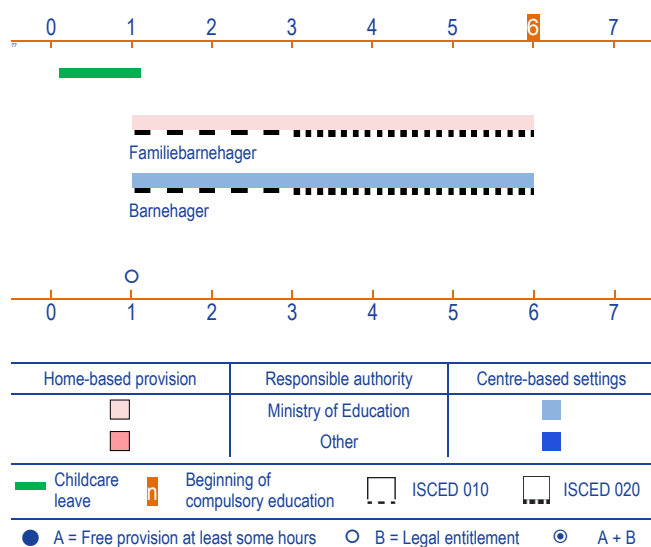 0 1 2 3 4 5 6 7
Familiebarnehager
Barnehager
0 1 2 3 4 5 6 7
Home-based provision Responsible authority Centre-based settings
Ministry of Education
Other
Childcare leave
n Beginning of compulsory education
ISCED 010
ISCED 020
A = Free provision at least some hours B = Legal entitlement A + B